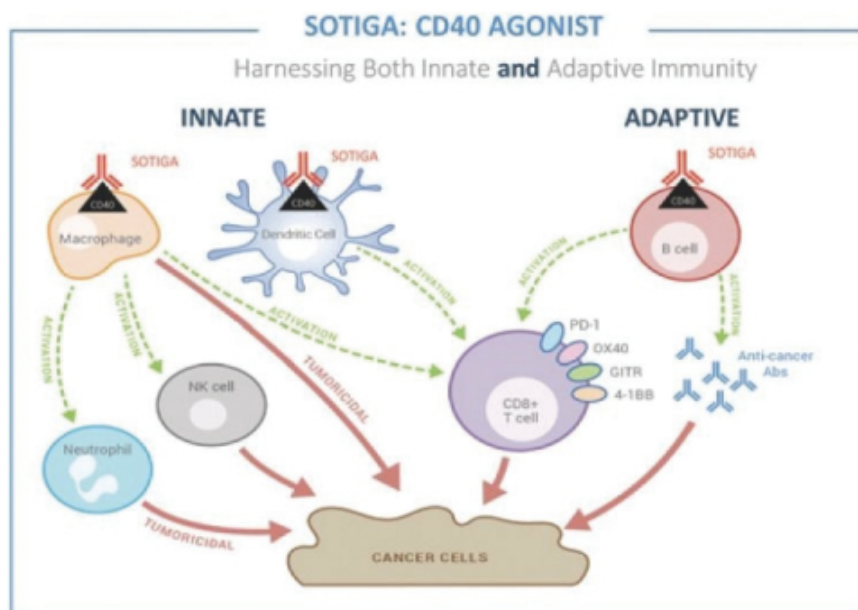 SOTIGA: CD40 AGONIST
Harnessing Both Innate and Adaptive Immunity
INNATE
ADAPTIVE
SOTIGA
CD40
Macrophage
SOTIGA
CD40
Dendritic Cell
SOTIGA
CD40
B cell
ACTIVATION
ACTIVATION
ACTIVATION
ACTIVATION
ACTIVATION
ACTIVATION
TUMORICIDAL
PD-1
OX40
GITR
4-1BB
CD8+
T cell
Anti-cancer
Abs
NK cell
Neutrophil
TUMORICIDAL
CANCER CELLS